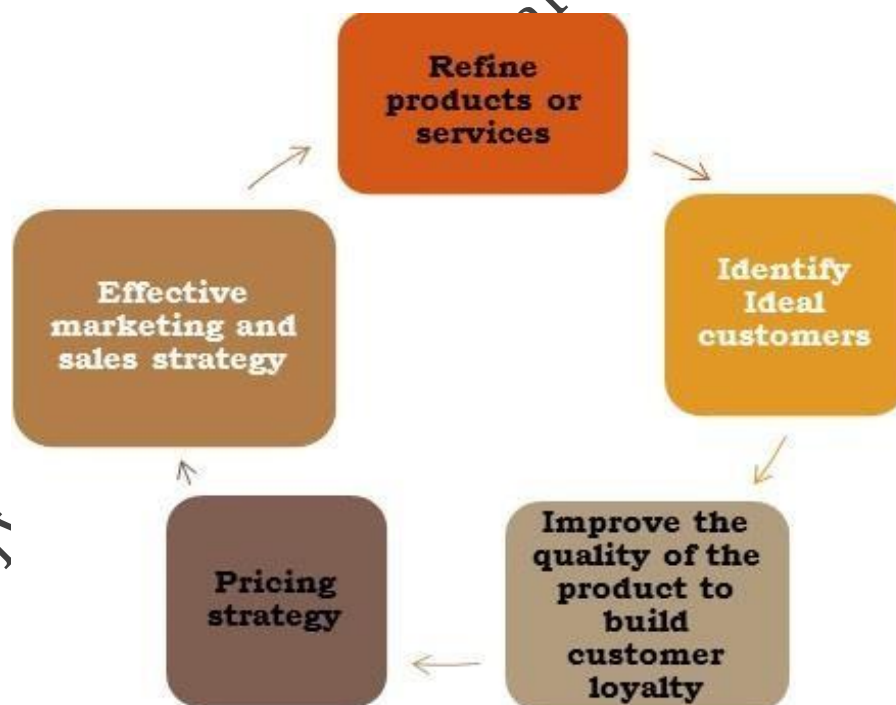 Refine
products or
services
Identify
Ideal
customers
Improve the
quality of the
product to
build
customer
loyalty
Pricing
strategy
Effective
marketing and
sales strategy